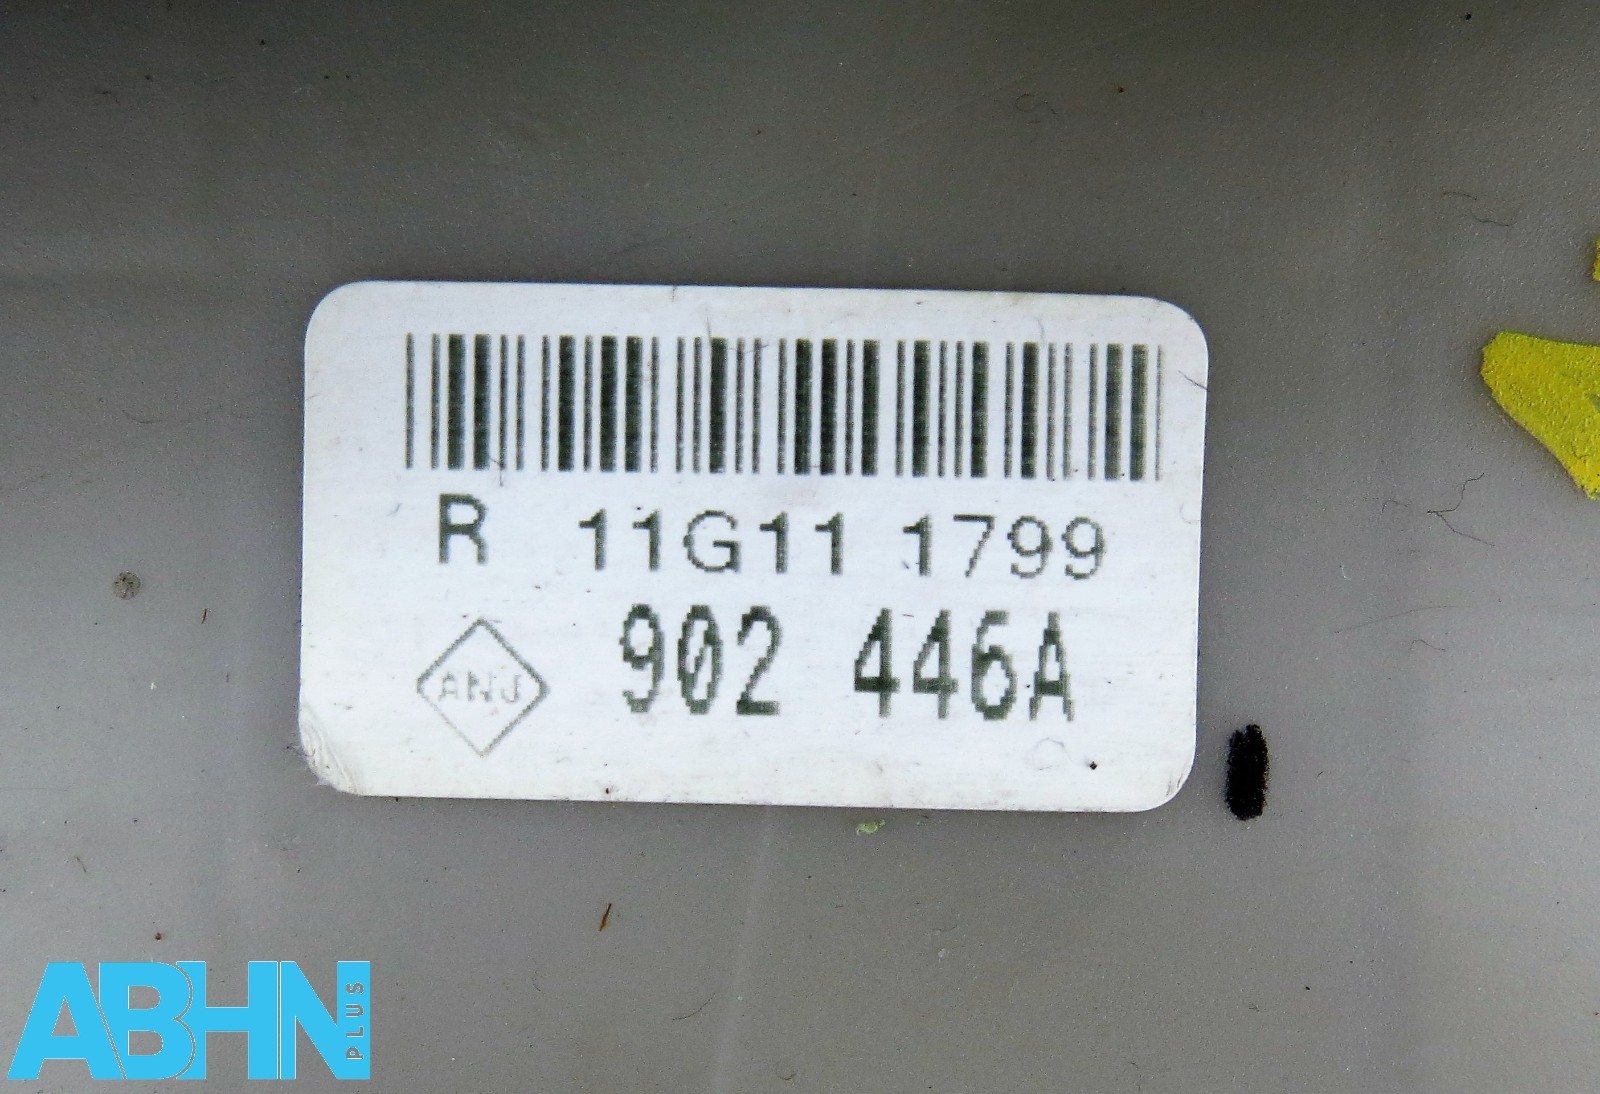 R 11G11 1799
902 446A
ANJ
ABHN PLUS